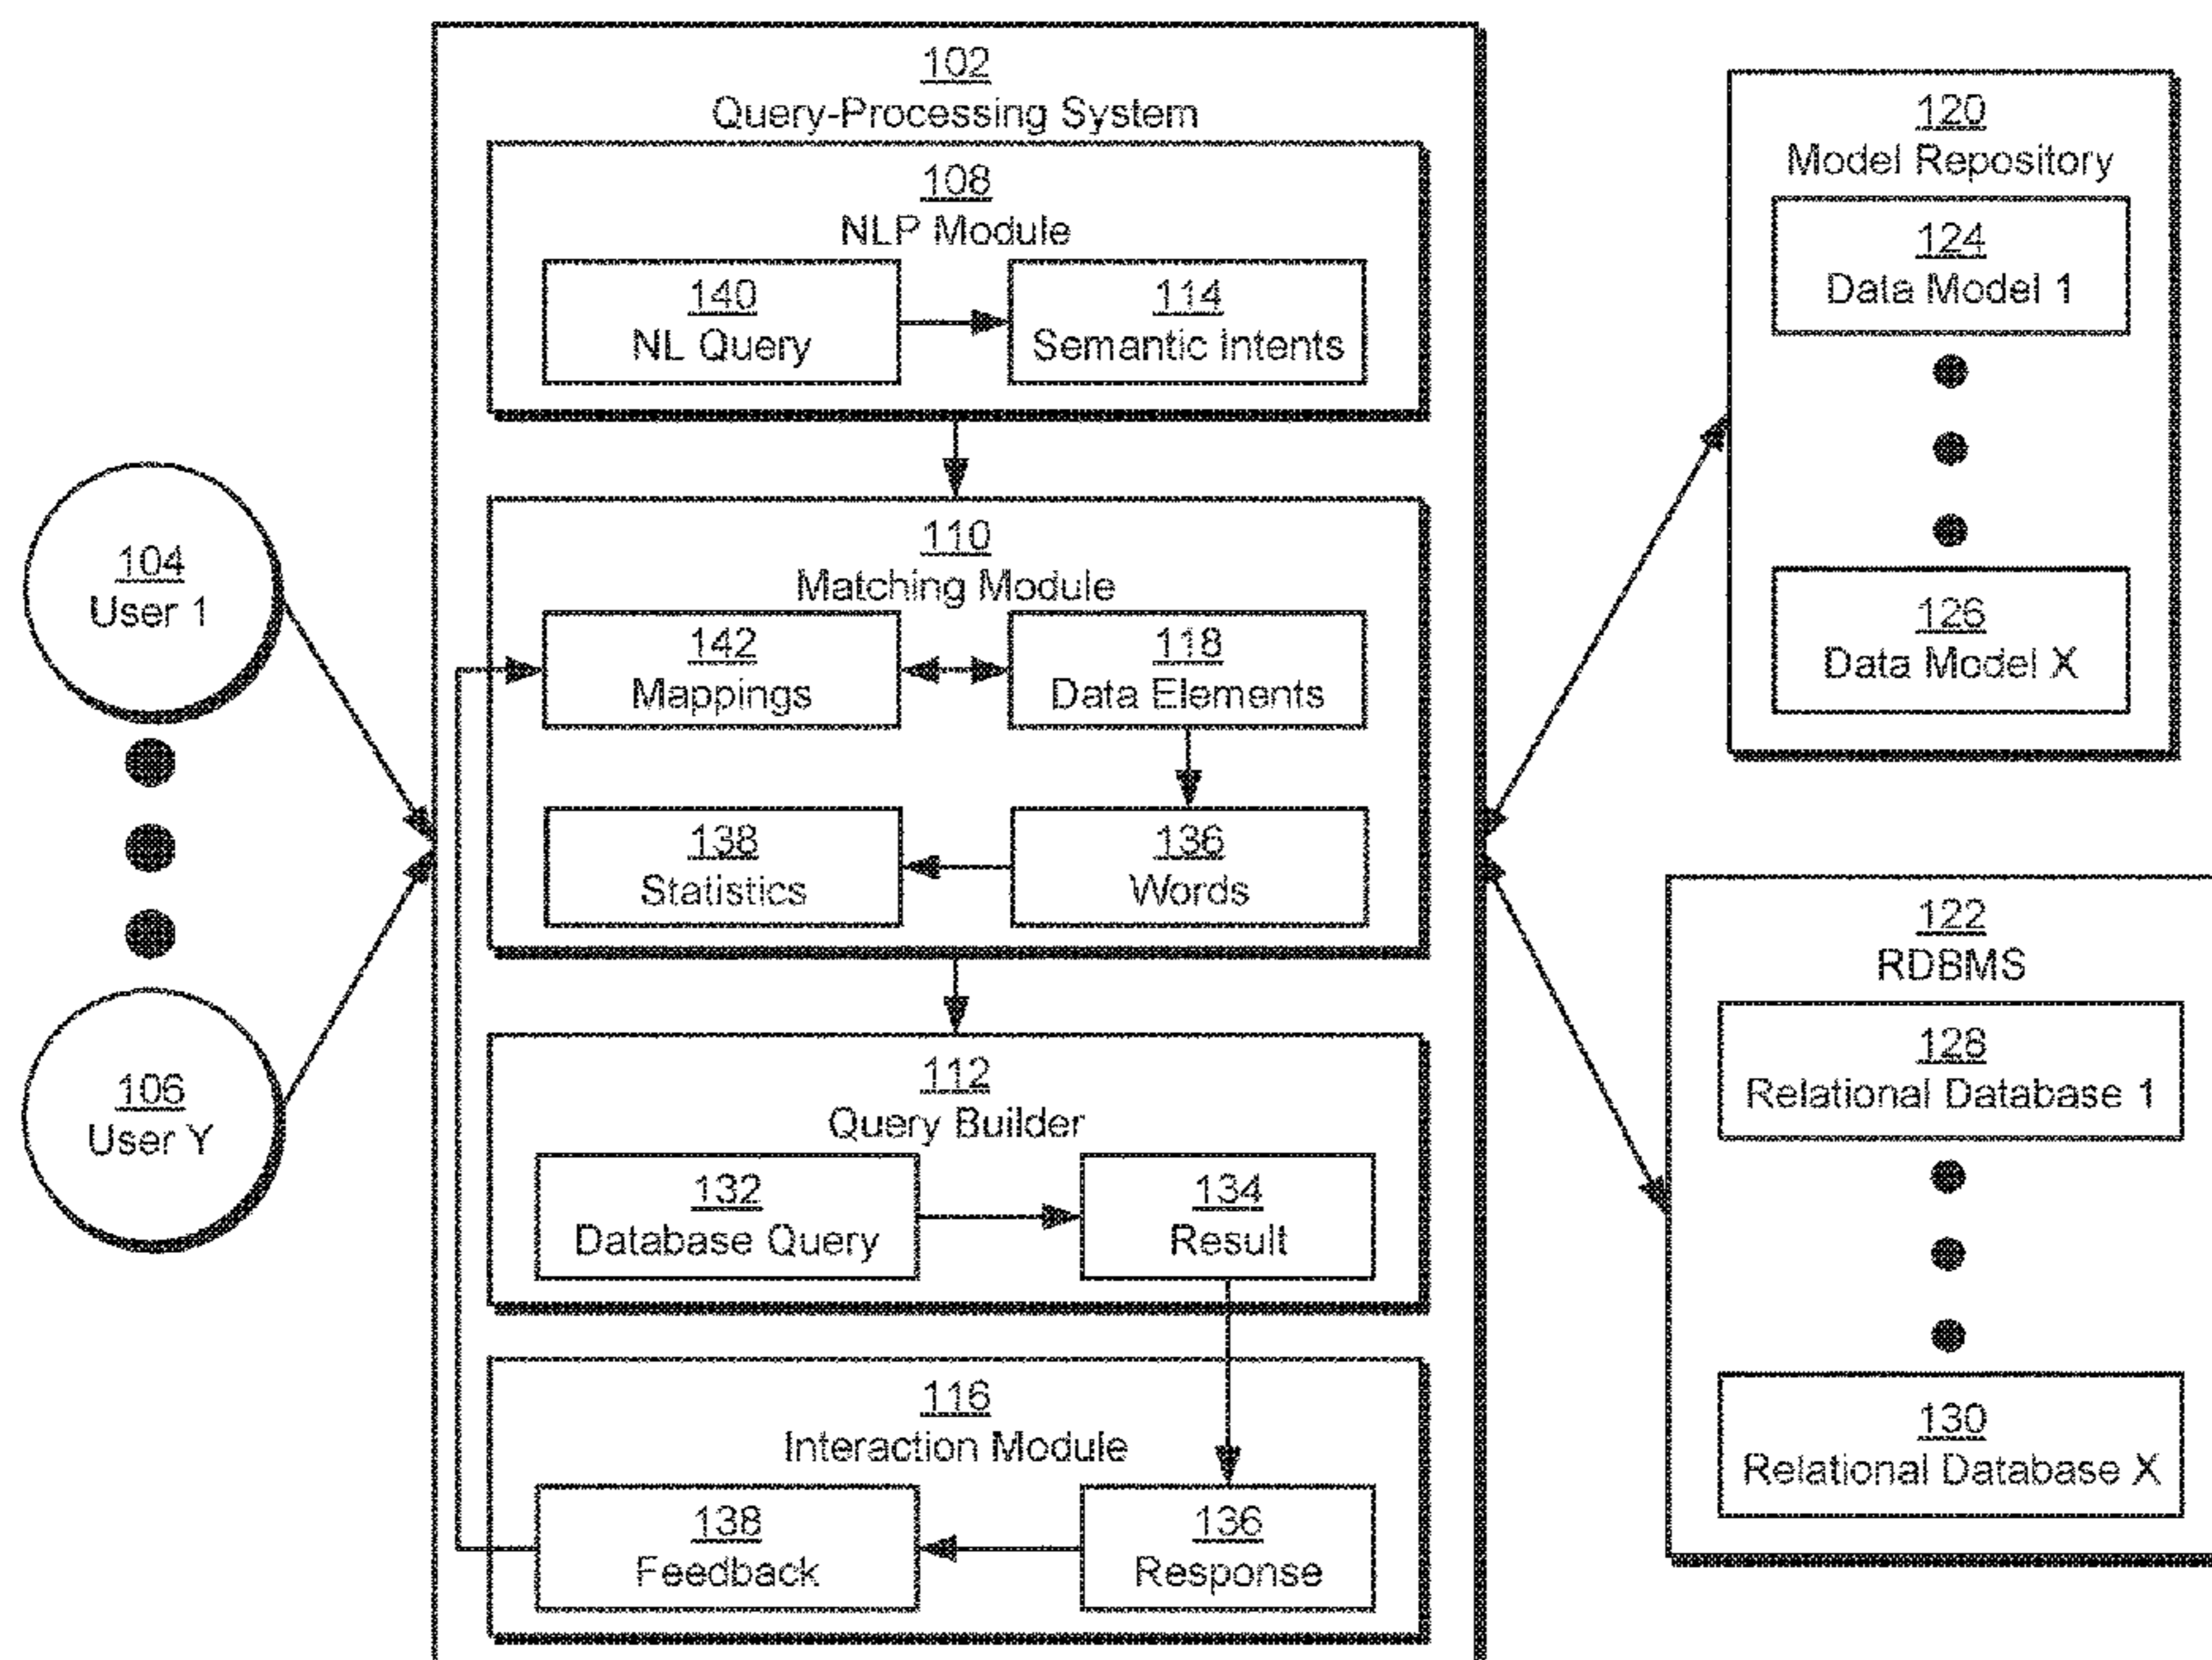 102
Query-Processing System
108
NLP Module
140
NL Query
114
Semantic Intents
110
Matching Module
142
Mappings
118
Data Elements
138
Statistics
136
Words
112
Query Builder
132
Database Query
134
Result
116
Interaction Module
138
Feedback
136
Response
104
User 1
106
User Y
120
Model Repository
124
Data Model 1
126
Data Model X
122
RDBMS
128
Relational Database 1
130
Relational Database X